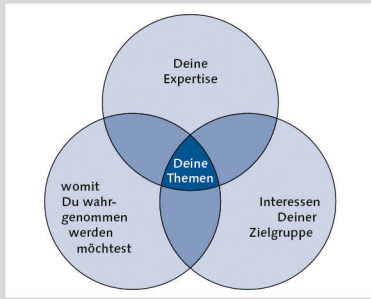 Deine
Expertise
Deine
Themen
womit
Du wahr-
genommen
werden
möchtest
Interessen
Deiner
Zielgruppe